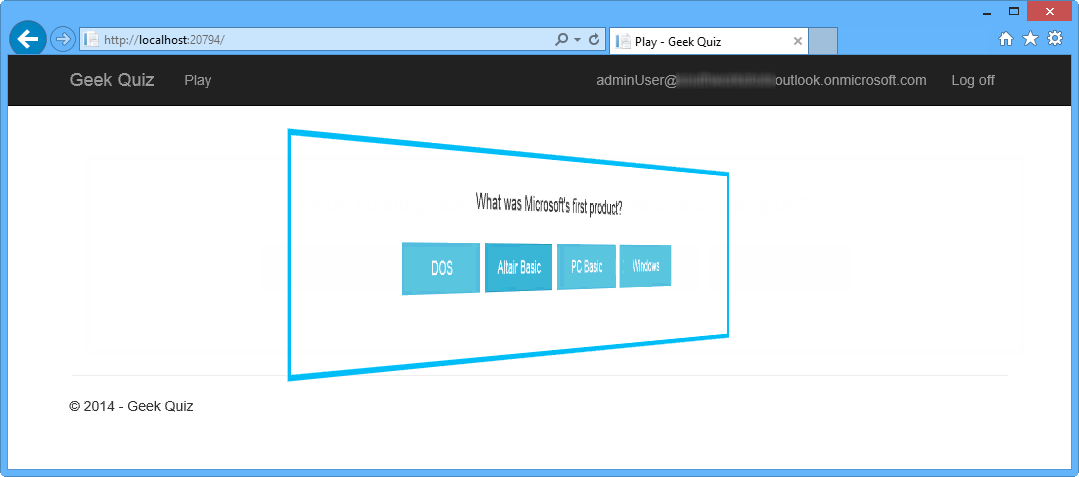 http://localhost:20794/
Play - Geek Quiz
Geek Quiz
Play
adminUser@ outlook.onmicrosoft.com
Log off
What was Microsoft's first product?
DOS
Altair Basic
PC Basic
Windows
© 2014 - Geek Quiz